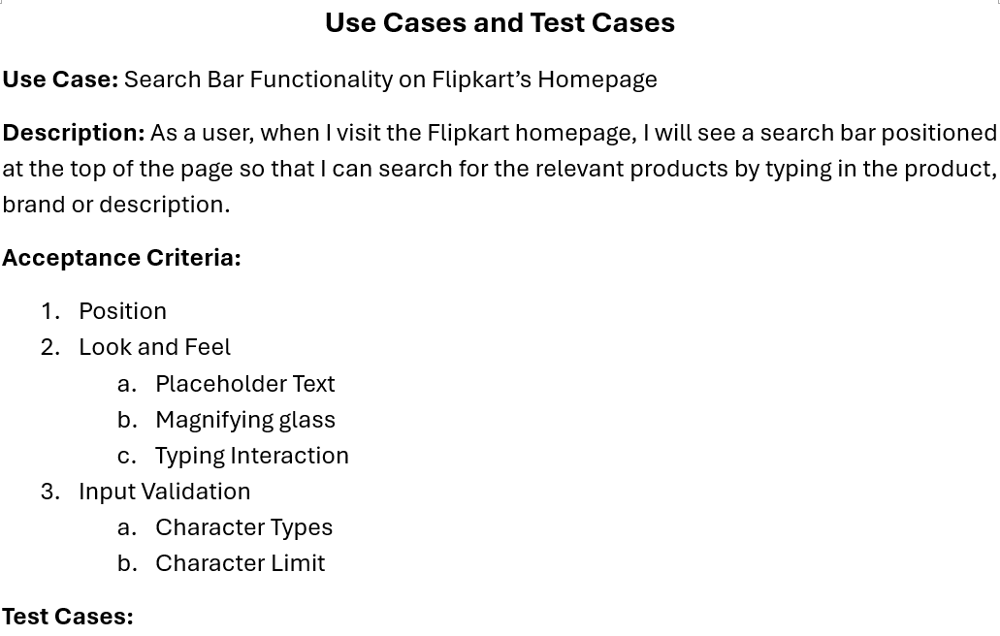 Use Cases and Test Cases
Use Case: Search Bar Functionality on Flipkart’s Homepage
Description: As a user, when I visit the Flipkart homepage, I will see a search bar positioned
at the top of the page so that I can search for the relevant products by typing in the product,
brand or description.
Acceptance Criteria:
1. Position
2. Look and Feel
a. Placeholder Text
b. Magnifying glass
c. Typing Interaction
3. Input Validation
a. Character Types
b. Character Limit
Test Cases: